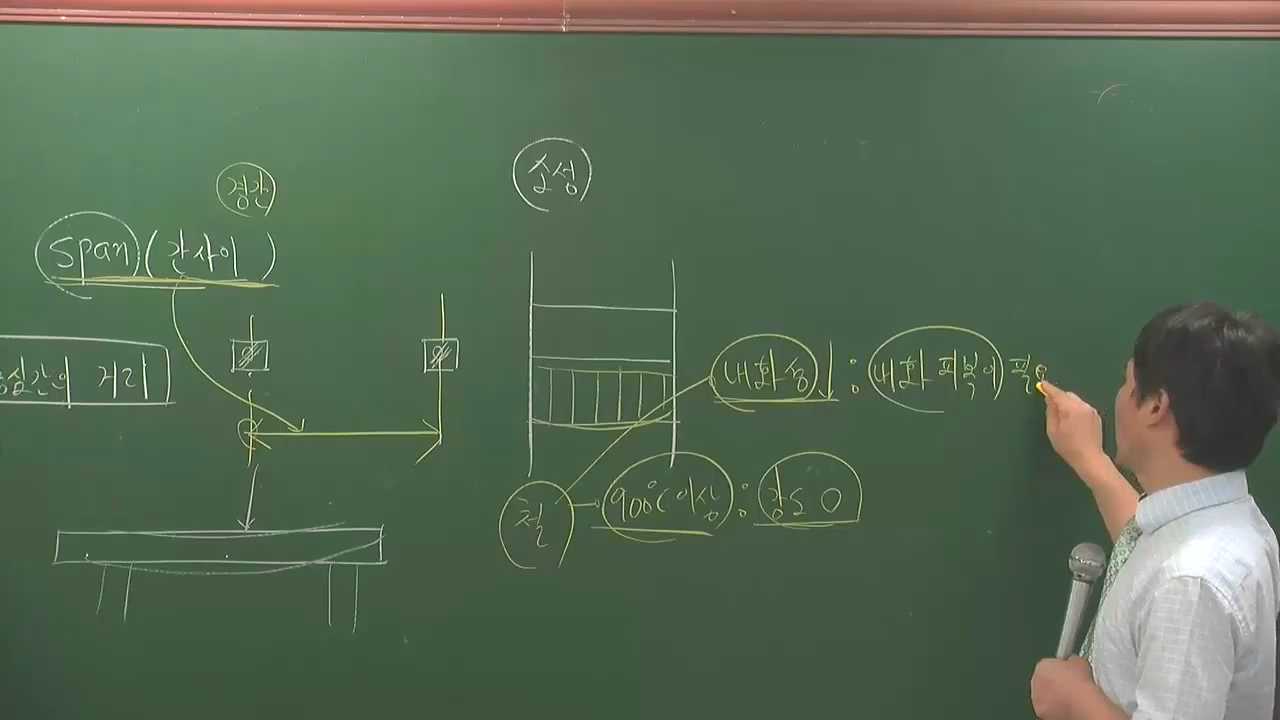 경간
span (간사이)
중심간의 거리
소성
내화성↓ : 내화 피복이 필요
철 → 900℃ 이상 : 강도 0